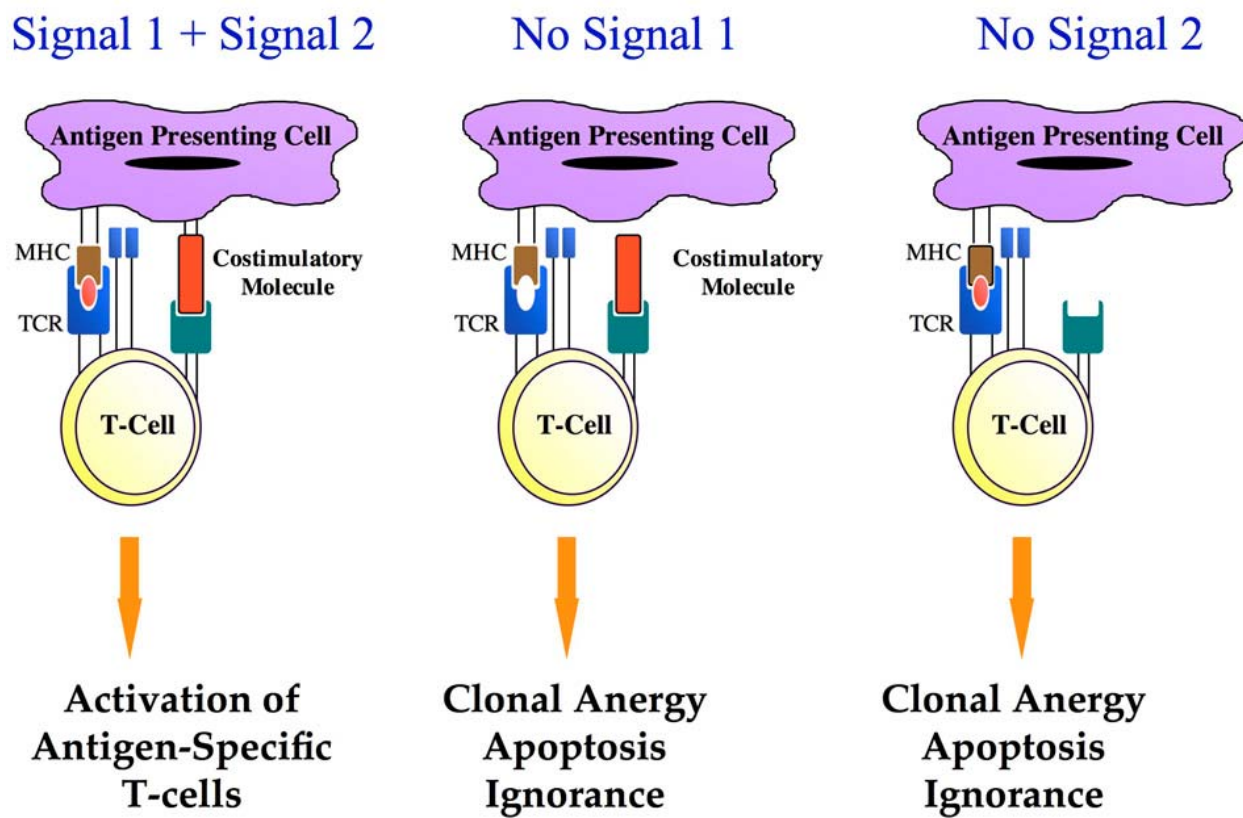 Signal 1 + Signal 2
No Signal 1
No Signal 2
Antigen Presenting Cell
Antigen Presenting Cell
Antigen Presenting Cell
MHC
Costimulatory
Molecule
TCR
T-Cell
MHC
Costimulatory
Molecule
TCR
T-Cell
MHC
TCR
T-Cell
Activation of
Antigen-Specific
T-cells
Clonal Anergy
Apoptosis
Ignorance
Clonal Anergy
Apoptosis
Ignorance